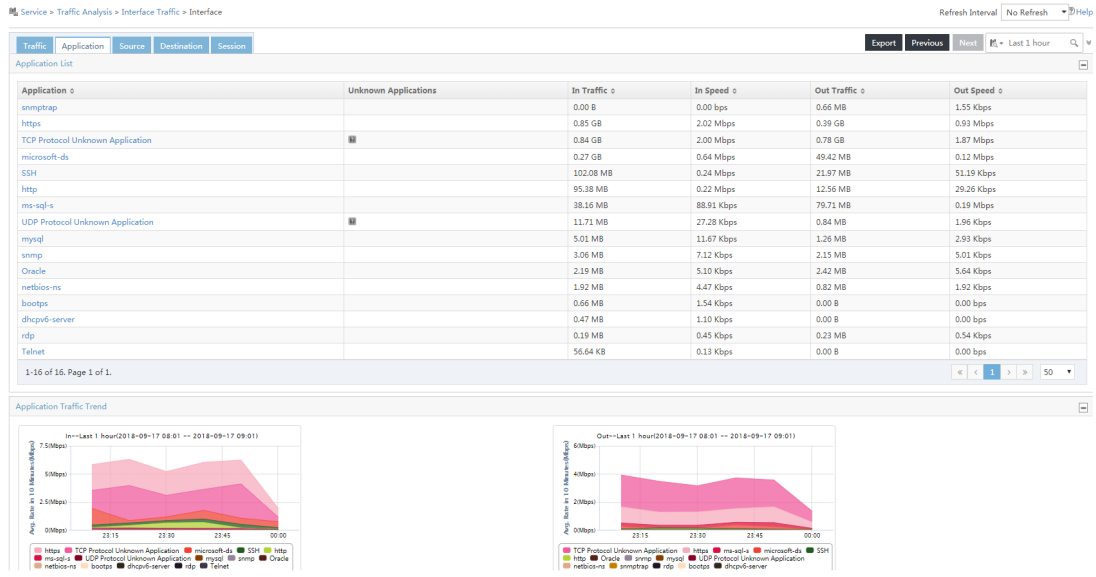 Service > Traffic Analysis > Interface Traffic > Interface
Refresh Interval No Refresh Help
Traffic Application Source Destination Session
Export Previous Next Last 1 hour
Application List
Application Unknown Applications In Traffic In Speed Out Traffic Out Speed
snmptrap 0.00 B 0.00 bps 0.66 MB 1.55 Kbps
https 0.85 GB 2.02 Mbps 0.39 GB 0.93 Mbps
TCP Protocol Unknown Application 0.84 GB 2.00 Mbps 0.78 GB 1.87 Mbps
microsoft-ds 0.27 GB 0.64 Mbps 49.42 MB 0.12 Mbps
SSH 102.08 MB 0.24 Mbps 21.97 MB 51.19 Kbps
http 95.38 MB 0.22 Mbps 12.56 MB 29.26 Kbps
ms-sql-s 38.16 MB 88.91 Kbps 79.71 MB 0.19 Mbps
UDP Protocol Unknown Application 11.71 MB 27.28 Kbps 0.84 MB 1.96 Kbps
mysql 5.01 MB 11.67 Kbps 1.26 MB 2.93 Kbps
snmp 3.06 MB 7.12 Kbps 2.15 MB 5.01 Kbps
Oracle 2.19 MB 5.10 Kbps 2.42 MB 5.64 Kbps
netbios-ns 1.92 MB 4.47 Kbps 0.82 MB 1.92 Kbps
bootps 0.66 MB 1.54 Kbps 0.00 B 0.00 bps
dhcpv6-server 0.47 MB 1.10 Kbps 0.00 B 0.00 bps
rdp 0.19 MB 0.45 Kbps 0.23 MB 0.54 Kbps
Telnet 56.64 KB 0.13 Kbps 0.00 B 0.00 bps
1-16 of 16. Page 1 of 1. « < 1 > » 50
Application Traffic Trend
In--Last 1 hour(2018-09-17 08:01 -- 2018-09-17 09:01)
Avg. Rate in 10 Minutes(Mbps)
7.5(Mbps)
5(Mbps)
2.5(Mbps)
0(Mbps)
23:15 23:30 23:45 00:00
https TCP Protocol Unknown Application microsoft-ds SSH http
ms-sql-s UDP Protocol Unknown Application mysql snmp Oracle
netbios-ns bootps dhcpv6-server rdp Telnet
Out--Last 1 hour(2018-09-17 08:01 -- 2018-09-17 09:01)
Avg. Rate in 10 Minutes(Mbps)
6(Mbps)
4(Mbps)
2(Mbps)
0(Mbps)
23:15 23:30 23:45 00:00
TCP Protocol Unknown Application https ms-sql-s microsoft-ds SSH
http Oracle snmp mysql UDP Protocol Unknown Application
netbios-ns snmptrap rdp bootps dhcpv6-server